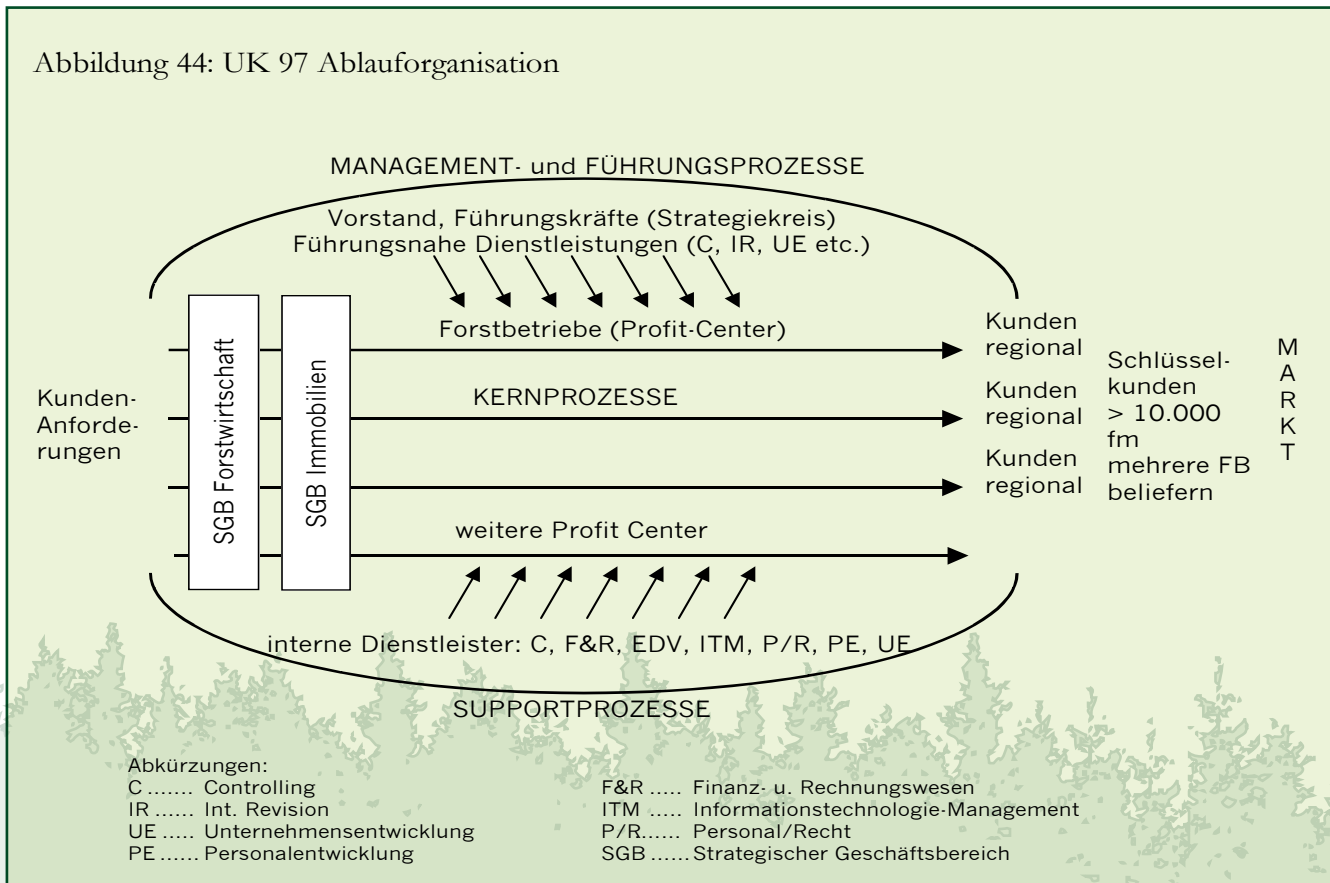 Abbildung 44: UK 97 Ablauforganisation
MANAGEMENT- und FÜHRUNGSPROZESSE
Vorstand, Führungskräfte (Strategiekreis)
Führungsnahe Dienstleistungen (C, IR, UE etc.)
Forstbetriebe (Profit-Center)
Kunden-
Anforde-
rungen
SGB Forstwirtschaft
SGB Immobilien
KERNPROZESSE
weitere Profit Center
Kunden
regional
Kunden
regional
Kunden
regional
Schlüssel-
kunden
> 10.000
fm
mehrere FB
beliefern
M
A
R
K
T
interne Dienstleister: C, F&R, EDV, ITM, P/R, PE, UE
SUPPORTPROZESSE
Abkürzungen:
C ....... Controlling
IR ...... Int. Revision
UE ..... Unternehmensentwicklung
PE ...... Personalentwicklung
F&R ..... Finanz- u. Rechnungswesen
ITM ..... Informationstechnologie-Management
P/R...... Personal/Recht
SGB ...... Strategischer Geschäftsbereich